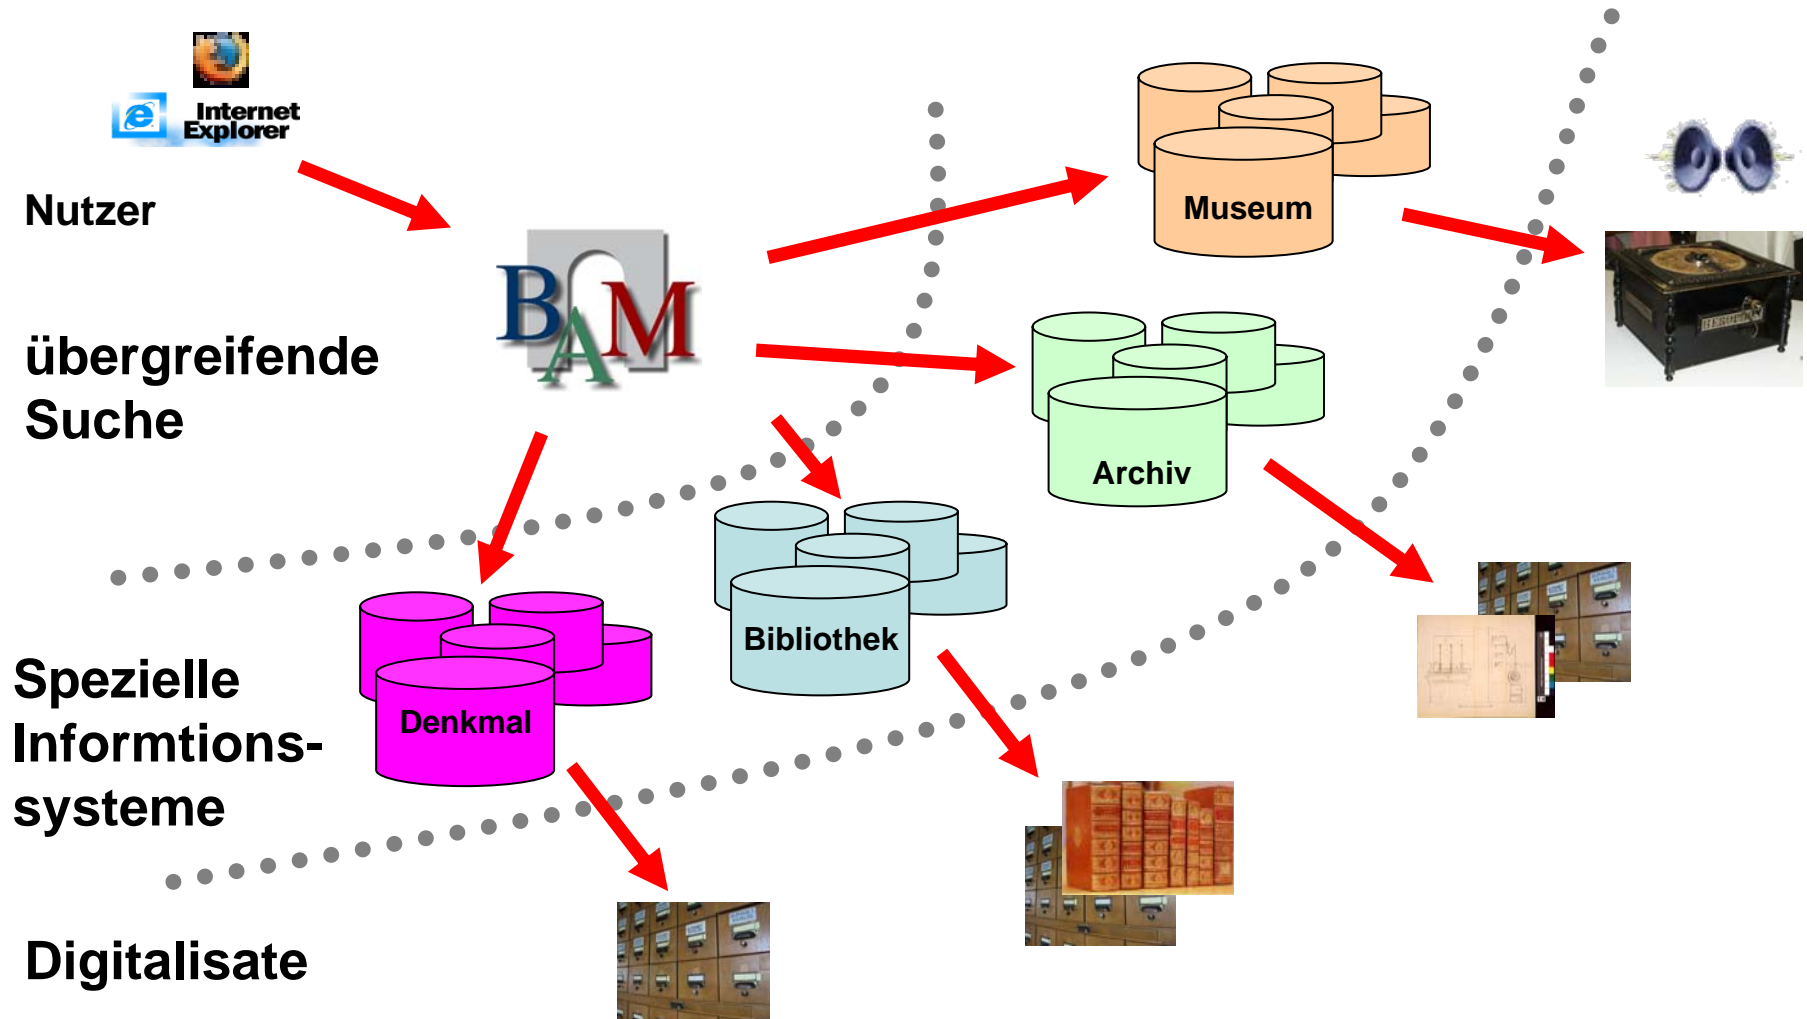 Internet
Explorer
Nutzer
BAM
Museum
übergreifende
Suche
Archiv
Bibliothek
Spezielle
Informtions-
systeme
Denkmal
Digitalisate